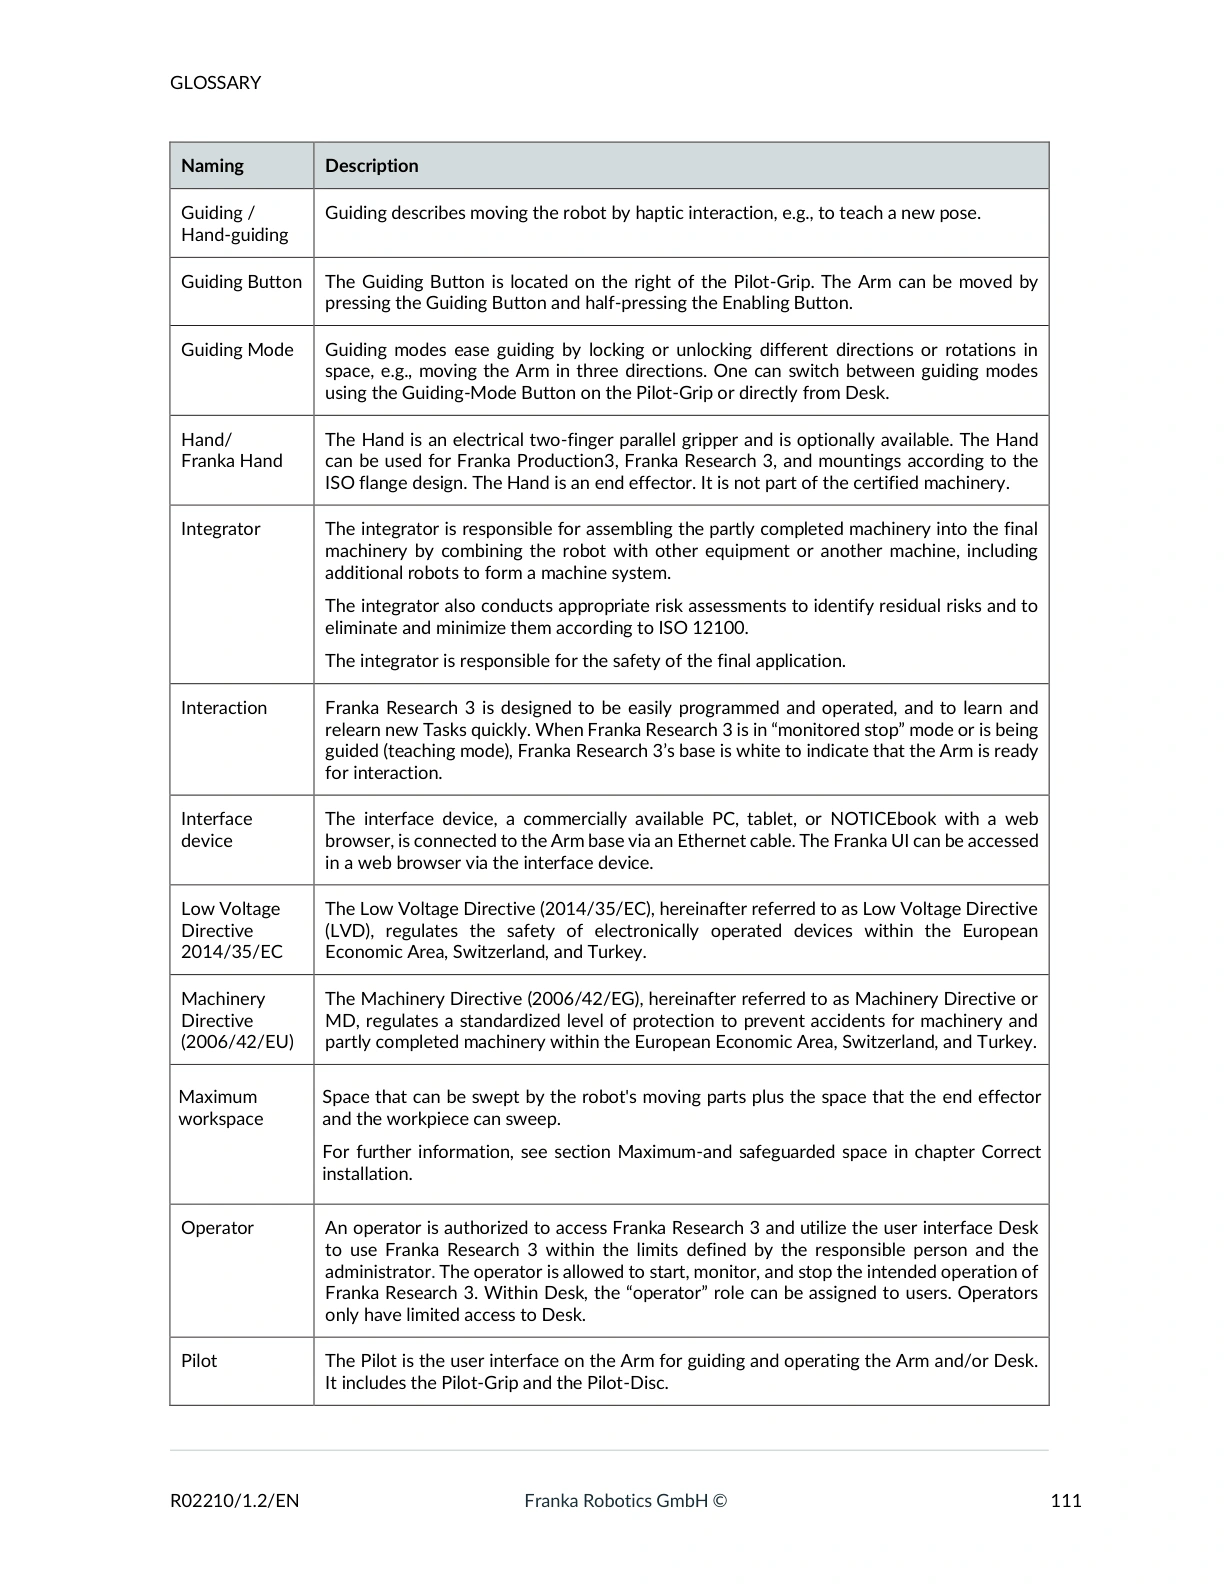 GLOSSARY
Naming
Description
Guiding /
Hand-guiding
Guiding describes moving the robot by haptic interaction, e.g., to teach a new pose.
Guiding Button
The Guiding Button is located on the right of the Pilot-Grip. The Arm can be moved by
pressing the Guiding Button and half-pressing the Enabling Button.
Guiding Mode
Guiding modes ease guiding by locking or unlocking different directions or rotations in
space, e.g., moving the Arm in three directions. One can switch between guiding modes
using the Guiding-Mode Button on the Pilot-Grip or directly from Desk.
Hand/
Franka Hand
The Hand is an electrical two-finger parallel gripper and is optionally available. The Hand
can be used for Franka Production3, Franka Research 3, and mountings according to the
ISO flange design. The Hand is an end effector. It is not part of the certified machinery.
Integrator
The integrator is responsible for assembling the partly completed machinery into the final
machinery by combining the robot with other equipment or another machine, including
additional robots to form a machine system.
The integrator also conducts appropriate risk assessments to identify residual risks and to
eliminate and minimize them according to ISO 12100.
The integrator is responsible for the safety of the final application.
Interaction
Franka Research 3 is designed to be easily programmed and operated, and to learn and
relearn new Tasks quickly. When Franka Research 3 is in “monitored stop” mode or is being
guided (teaching mode), Franka Research 3’s base is white to indicate that the Arm is ready
for interaction.
Interface
device
The interface device, a commercially available PC, tablet, or NOTICEbook with a web
browser, is connected to the Arm base via an Ethernet cable. The Franka UI can be accessed
in a web browser via the interface device.
Low Voltage
Directive
2014/35/EC
The Low Voltage Directive (2014/35/EC), hereinafter referred to as Low Voltage Directive
(LVD), regulates the safety of electronically operated devices within the European
Economic Area, Switzerland, and Turkey.
Machinery
Directive
(2006/42/EU)
The Machinery Directive (2006/42/EG), hereinafter referred to as Machinery Directive or
MD, regulates a standardized level of protection to prevent accidents for machinery and
partly completed machinery within the European Economic Area, Switzerland, and Turkey.
Maximum
workspace
Space that can be swept by the robot's moving parts plus the space that the end effector
and the workpiece can sweep.
For further information, see section Maximum-and safeguarded space in chapter Correct
installation.
Operator
An operator is authorized to access Franka Research 3 and utilize the user interface Desk
to use Franka Research 3 within the limits defined by the responsible person and the
administrator. The operator is allowed to start, monitor, and stop the intended operation of
Franka Research 3. Within Desk, the “operator” role can be assigned to users. Operators
only have limited access to Desk.
Pilot
The Pilot is the user interface on the Arm for guiding and operating the Arm and/or Desk.
It includes the Pilot-Grip and the Pilot-Disc.
R02210/1.2/EN
Franka Robotics GmbH ©
111